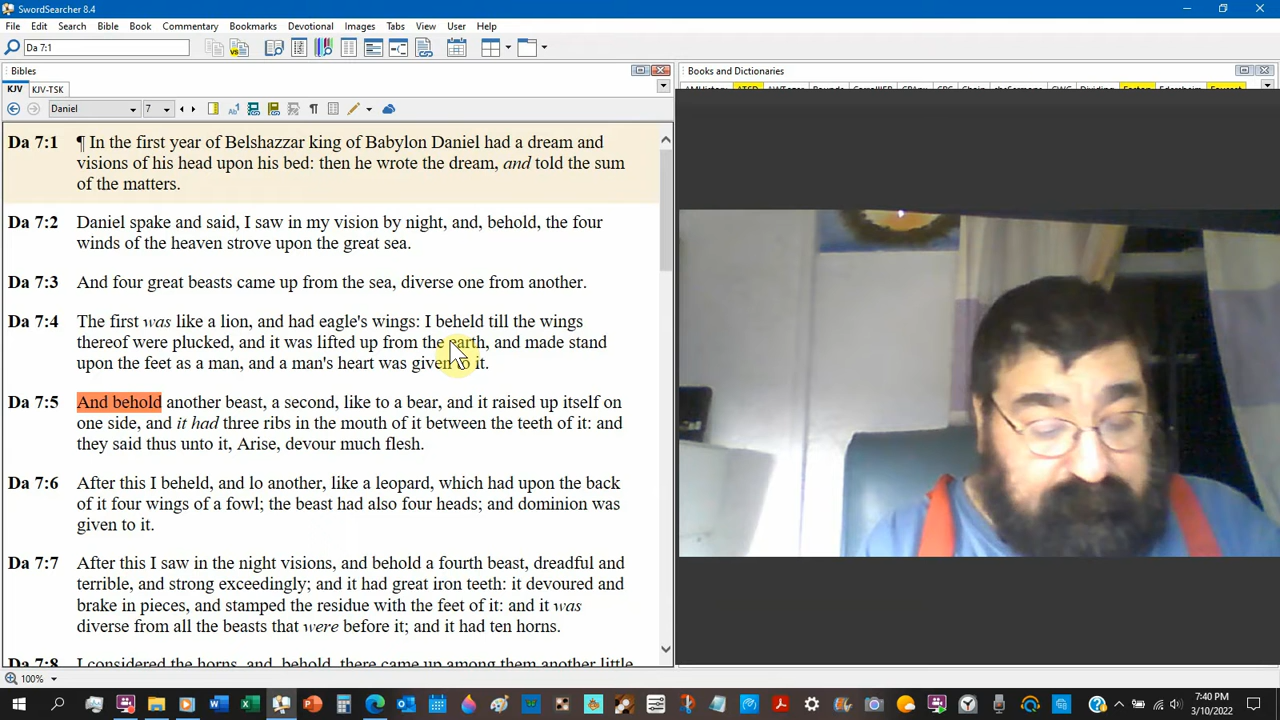 SwordSearcher 8.4
File Edit Search Bible Book Commentary Bookmarks Devotional Images Tabs View User Help
Da 7:1
Bibles
Books and Dictionaries
KJV KJV-TSK
Daniel 7
Da 7:1 ¶ In the first year of Belshazzar king of Babylon Daniel had a dream and
visions of his head upon his bed: then he wrote the dream, and told the sum
of the matters.
Da 7:2 Daniel spake and said, I saw in my vision by night, and, behold, the four
winds of the heaven strove upon the great sea.
Da 7:3 And four great beasts came up from the sea, diverse one from another.
Da 7:4 The first was like a lion, and had eagle's wings: I beheld till the wings
thereof were plucked, and it was lifted up from the earth, and made stand
upon the feet as a man, and a man's heart was given to it.
Da 7:5 And behold another beast, a second, like to a bear, and it raised up itself on
one side, and it had three ribs in the mouth of it between the teeth of it: and
they said thus unto it, Arise, devour much flesh.
Da 7:6 After this I beheld, and lo another, like a leopard, which had upon the back
of it four wings of a fowl; the beast had also four heads; and dominion was
given to it.
Da 7:7 After this I saw in the night visions, and behold a fourth beast, dreadful and
terrible, and strong exceedingly; and it had great iron teeth: it devoured and
brake in pieces, and stamped the residue with the feet of it: and it was
diverse from all the beasts that were before it; and it had ten horns.
Da 7:8 I considered the horns, and, behold, there came up among them another little
100%
7:40 PM
3/10/2022